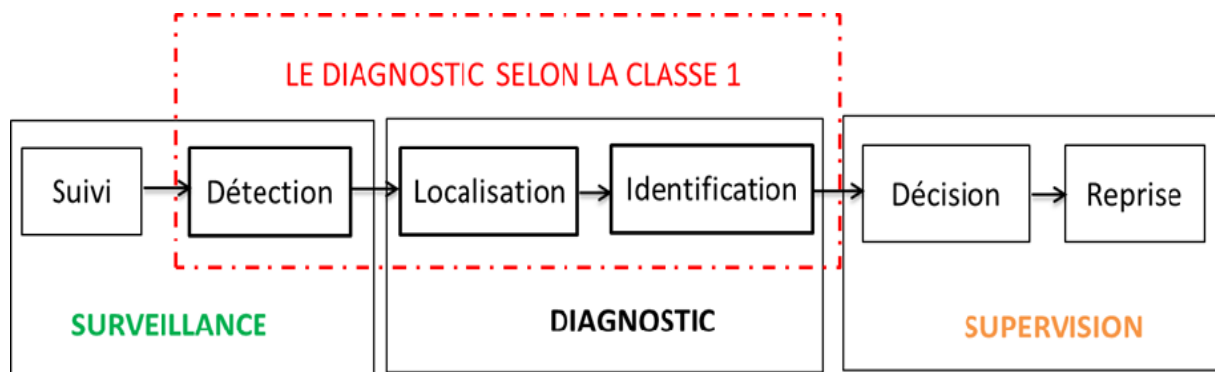 LE DIAGNOSTIC SELON LA CLASSE 1
Suivi
Détection
Localisation
Identification
Décision
Reprise
SURVEILLANCE
DIAGNOSTIC
SUPERVISION